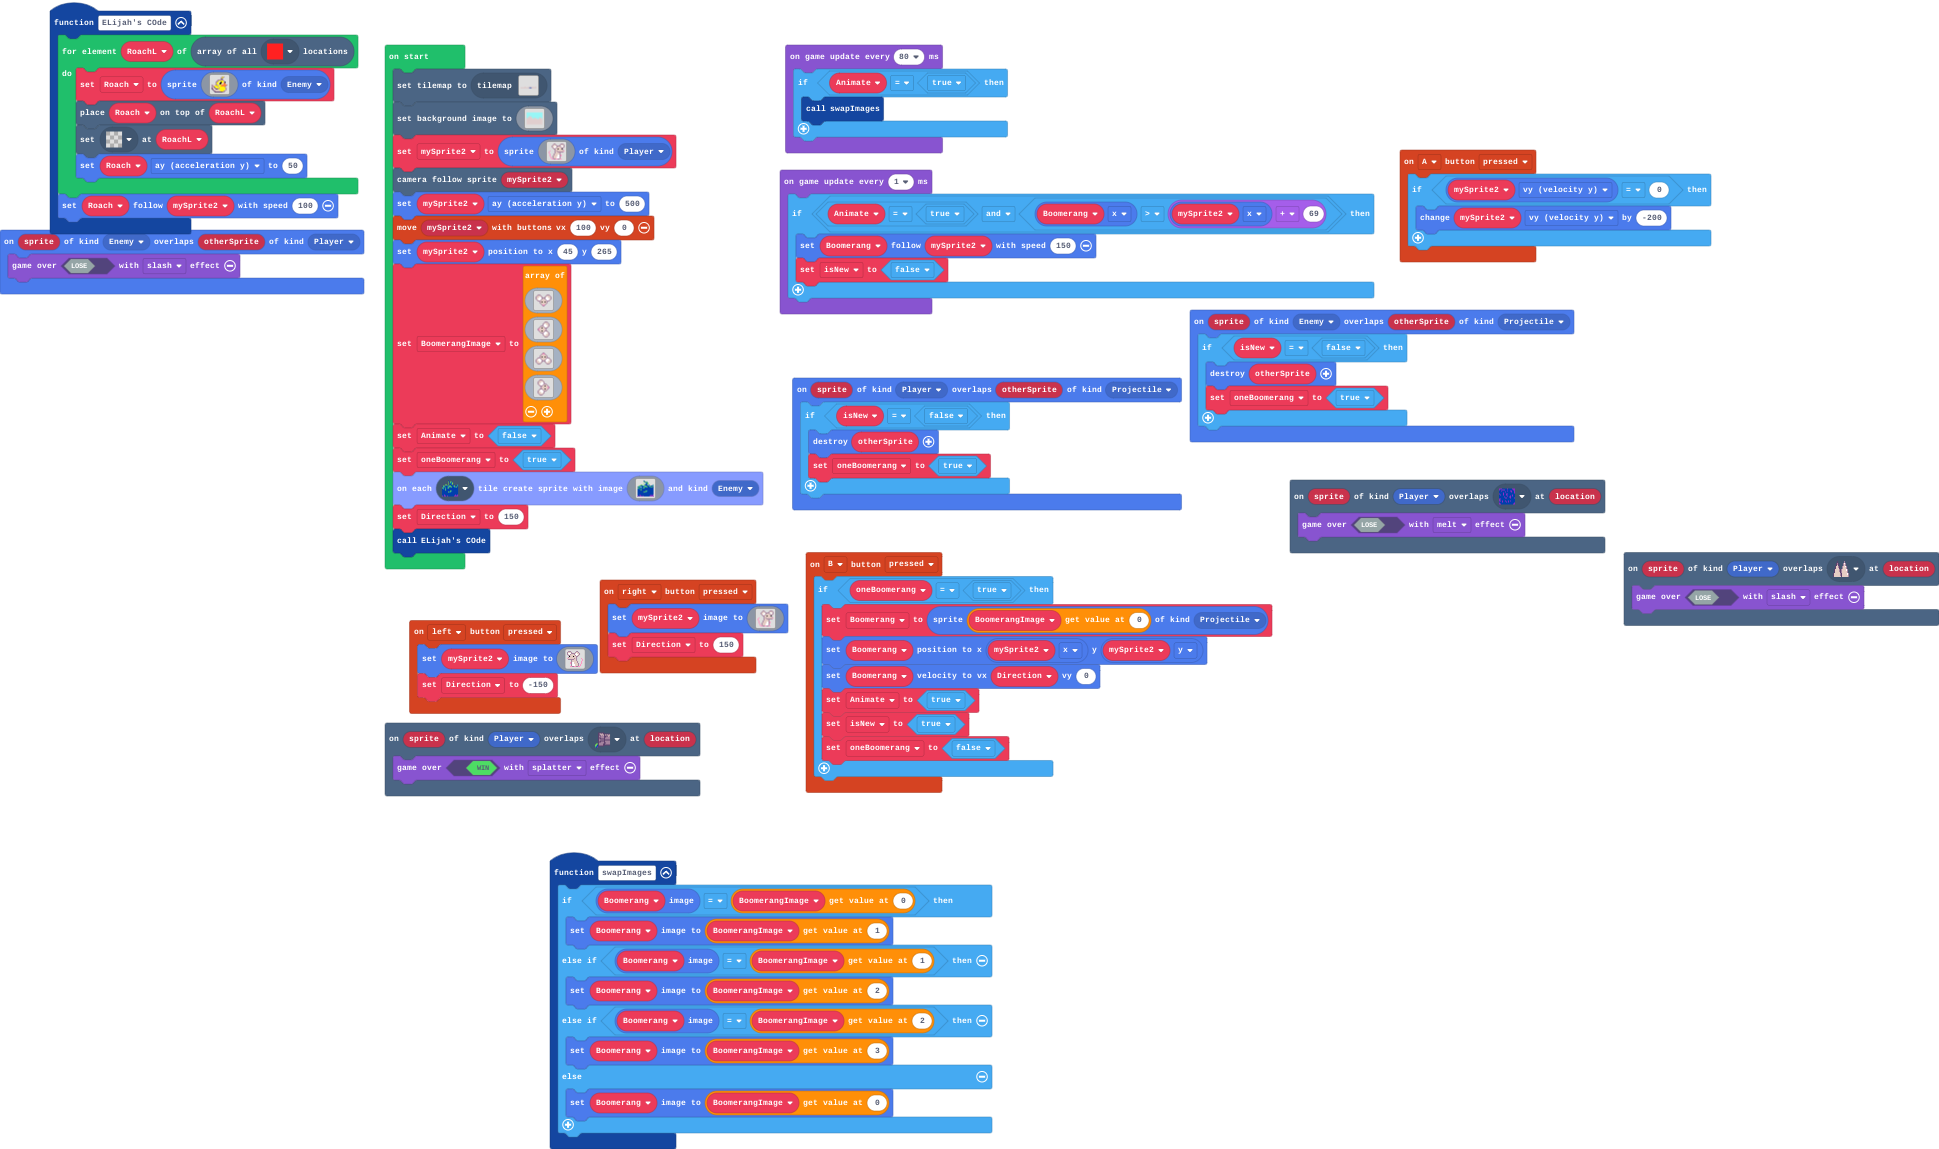 function ELijah's COde
for element RoachL of array of all locations
do
set Roach to sprite of kind Enemy
place Roach on top of RoachL
set at RoachL
set Roach ay (acceleration y) to 50
set Roach follow mySprite2 with speed 100
on sprite of kind Enemy overlaps otherSprite of kind Player
game over LOSE with slash effect
on start
set tilemap to tilemap
set background image to
set mySprite2 to sprite of kind Player
camera follow sprite mySprite2
set mySprite2 ay (acceleration y) to 500
move mySprite2 with buttons vx 100 vy 0
set mySprite2 position to x 45 y 265
array of
set BoomerangImage to
set Animate to false
set oneBoomerang to true
on each tile create sprite with image and kind Enemy
set Direction to 150
call ELijah's COde
on game update every 80 ms
if Animate = true then
call swapImages
on game update every 1 ms
if Animate = true and Boomerang x > mySprite2 x + 69 then
set Boomerang follow mySprite2 with speed 150
set isNew to false
on A button pressed
if mySprite2 vy (velocity y) = 0 then
change mySprite2 vy (velocity y) by -200
on sprite of kind Enemy overlaps otherSprite of kind Projectile
if isNew = false then
destroy otherSprite
set oneBoomerang to true
on sprite of kind Player overlaps otherSprite of kind Projectile
if isNew = false then
destroy otherSprite
set oneBoomerang to true
on sprite of kind Player overlaps at location
game over LOSE with melt effect
on sprite of kind Player overlaps at location
game over LOSE with slash effect
on B button pressed
if oneBoomerang = true then
set Boomerang to sprite BoomerangImage get value at 0 of kind Projectile
set Boomerang position to x mySprite2 x y mySprite2 y
set Boomerang velocity to vx Direction vy 0
set Animate to true
set isNew to true
set oneBoomerang to false
on right button pressed
set mySprite2 image to
set Direction to 150
on left button pressed
set mySprite2 image to
set Direction to -150
on sprite of kind Player overlaps at location
game over WIN with splatter effect
function swapImages
if Boomerang image = BoomerangImage get value at 0 then
set Boomerang image to BoomerangImage get value at 1
else if Boomerang image = BoomerangImage get value at 1 then
set Boomerang image to BoomerangImage get value at 2
else if Boomerang image = BoomerangImage get value at 2 then
set Boomerang image to BoomerangImage get value at 3
else
set Boomerang image to BoomerangImage get value at 0